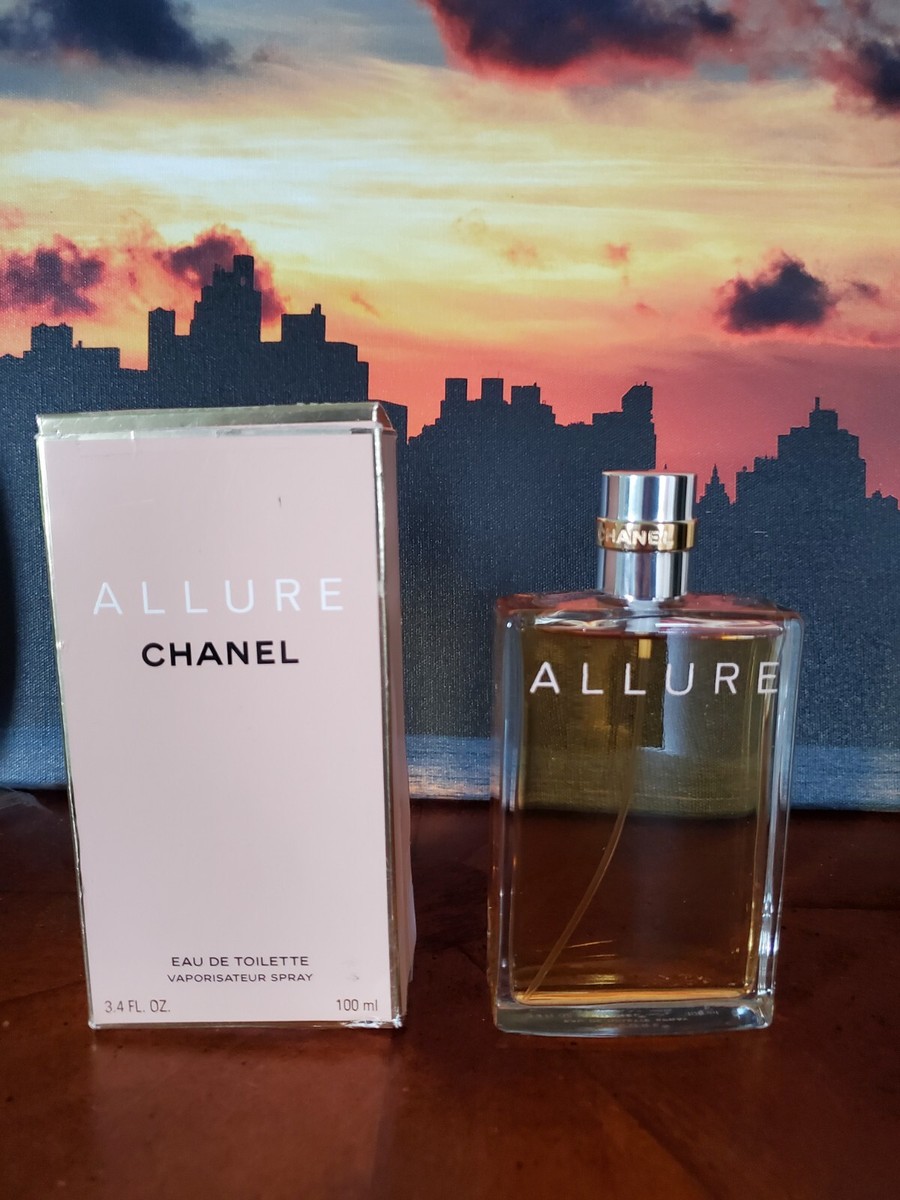 ALLURE
CHANEL
EAU DE TOILETTE
VAPORISATEUR SPRAY
3.4 FL. OZ.
100 ml
CHANEL
ALLURE